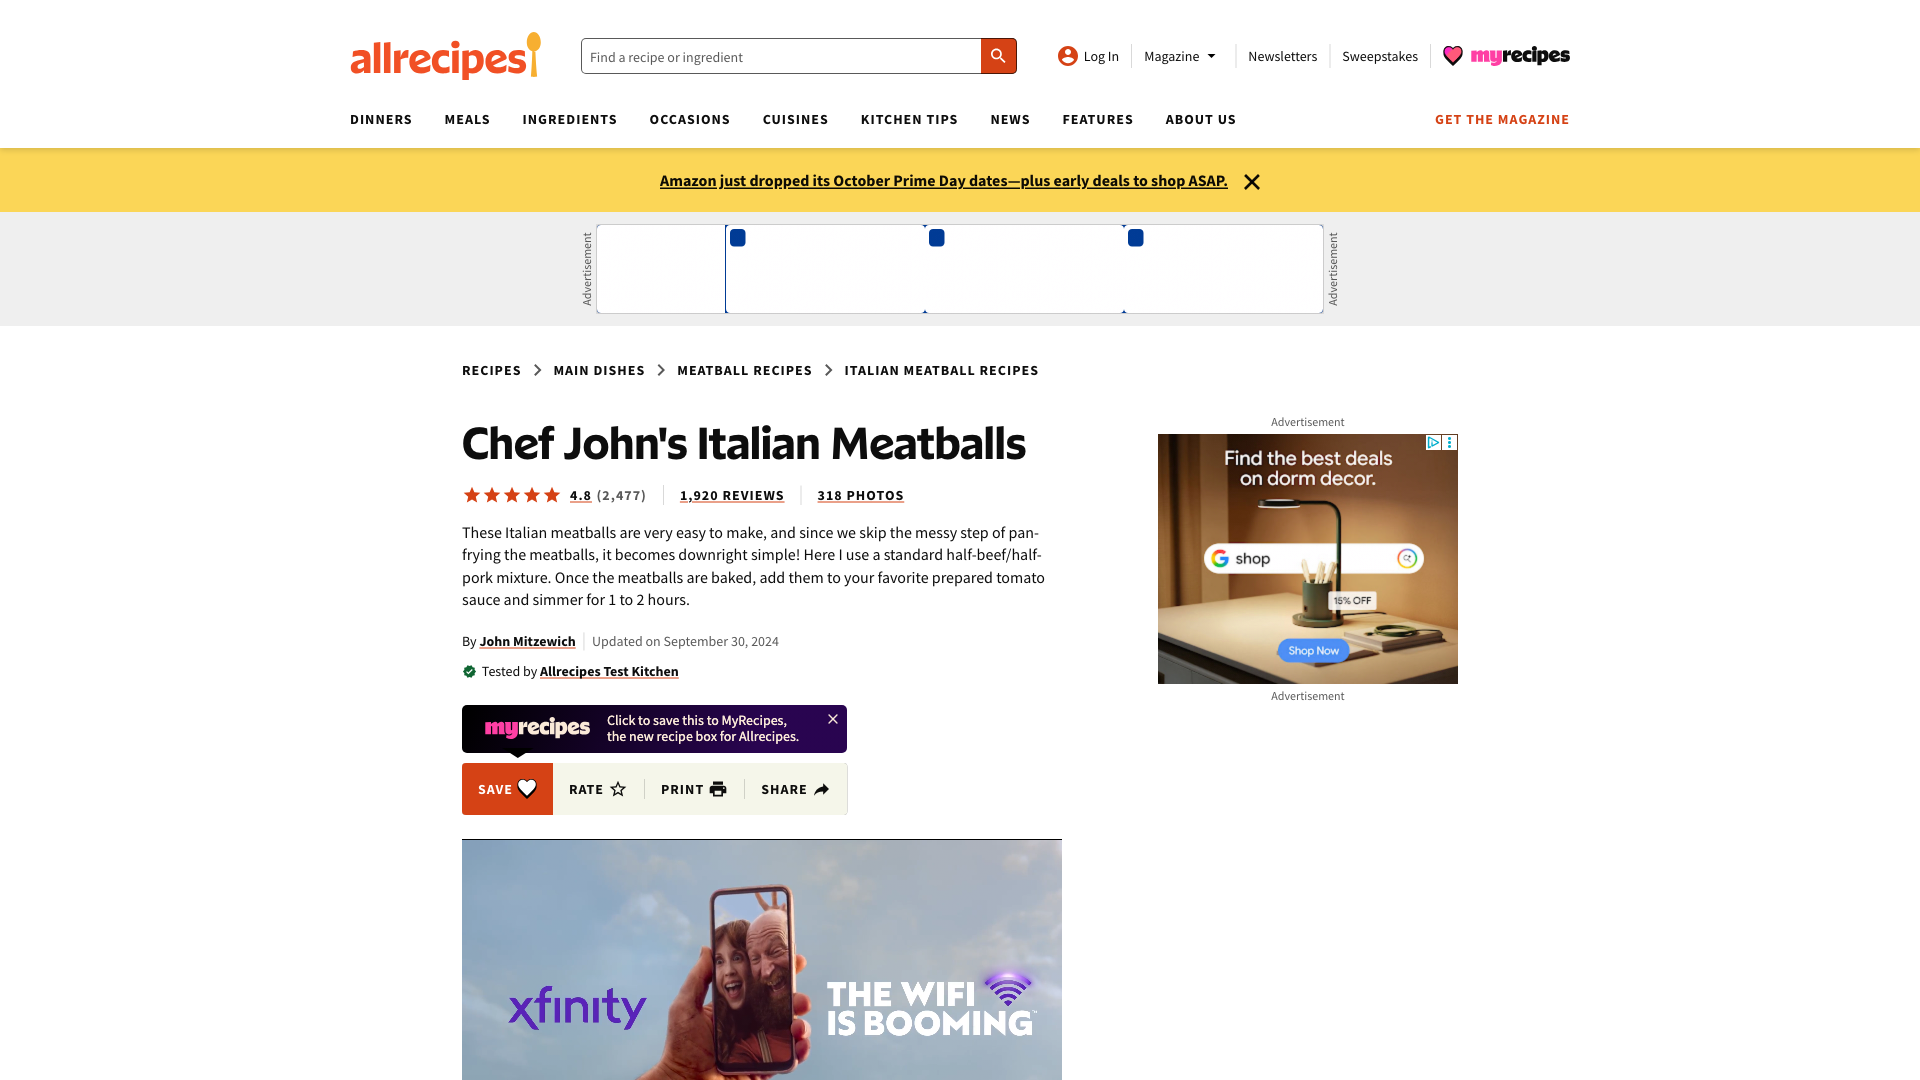 allrecipes
Find a recipe or ingredient
Log In
Magazine
Newsletters
Sweepstakes
myrecipes
DINNERS
MEALS
INGREDIENTS
OCCASIONS
CUISINES
KITCHEN TIPS
NEWS
FEATURES
ABOUT US
GET THE MAGAZINE
Amazon just dropped its October Prime Day dates—plus early deals to shop ASAP.
Advertisement
Advertisement
RECIPES > MAIN DISHES > MEATBALL RECIPES > ITALIAN MEATBALL RECIPES
Chef John's Italian Meatballs
4.8 (2,477)
1,920 REVIEWS
318 PHOTOS
These Italian meatballs are very easy to make, and since we skip the messy step of pan-
frying the meatballs, it becomes downright simple! Here I use a standard half-beef/half-
pork mixture. Once the meatballs are baked, add them to your favorite prepared tomato
sauce and simmer for 1 to 2 hours.
By John Mitzewich
Updated on September 30, 2024
Tested by Allrecipes Test Kitchen
myrecipes
Click to save this to MyRecipes,
the new recipe box for Allrecipes.
SAVE
RATE
PRINT
SHARE
xfinity
THE WIFI
IS BOOMING™
Advertisement
Find the best deals
on dorm decor.
G shop
15% OFF
Shop Now
Advertisement